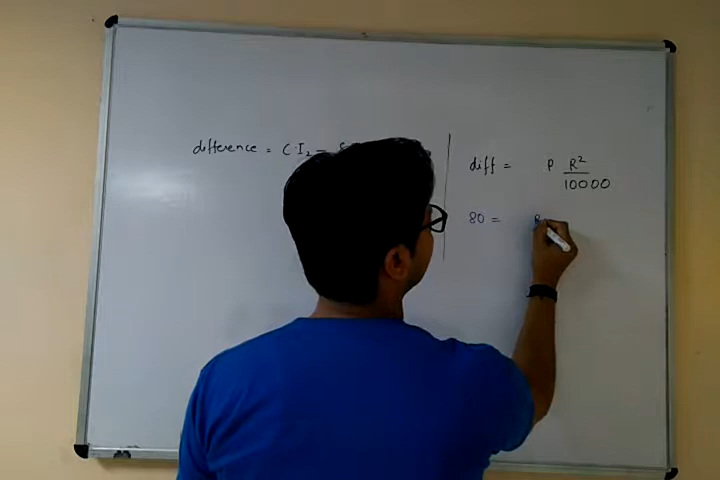 difference = C.I₂ –
diff = P R²
10000
80 =